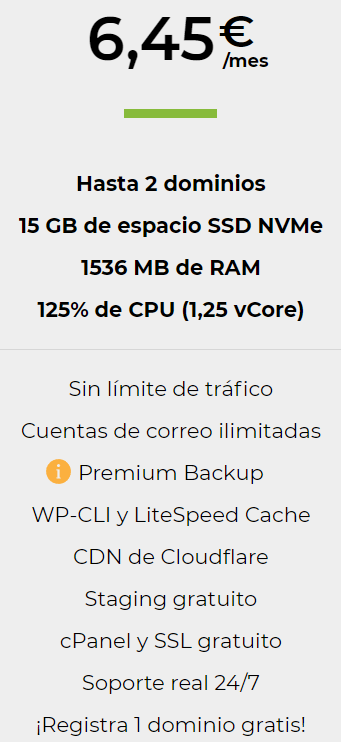 6,45€
/mes
Hasta 2 dominios
15 GB de espacio SSD NVMe
1536 MB de RAM
125% de CPU (1,25 vCore)
Sin límite de tráfico
Cuentas de correo ilimitadas
i Premium Backup
WP-CLI y LiteSpeed Cache
CDN de Cloudflare
Staging gratuito
cPanel y SSL gratuito
Soporte real 24/7
¡Registra 1 dominio gratis!